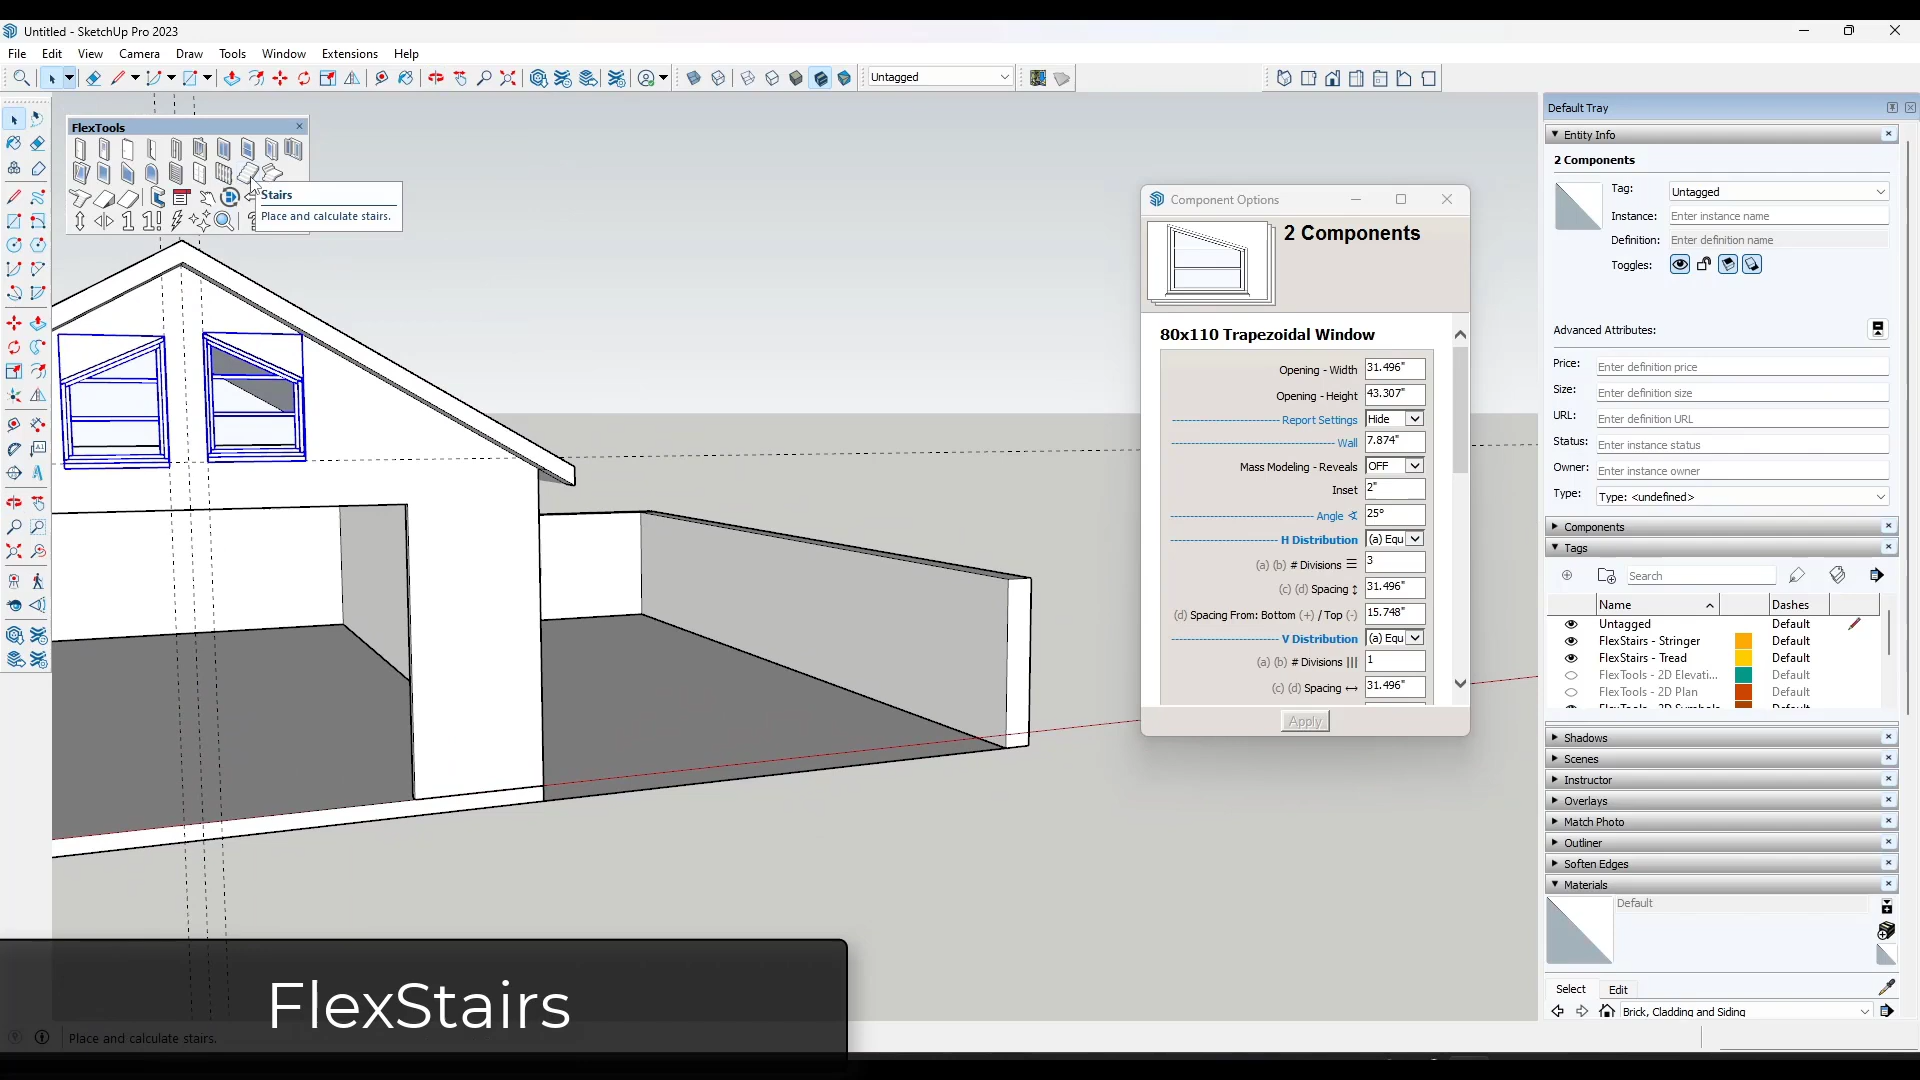 Untitled - SketchUp Pro 2023
File Edit View Camera Draw Tools Window Extensions Help
Untagged
FlexTools
Stairs
Place and calculate stairs.
Component Options
2 Components
80x110 Trapezoidal Window
Opening - Width 31.496"
Opening - Height 43.307"
Report Settings Hide
Wall 7.874"
Mass Modeling - Reveals OFF
Inset 2"
Angle 25°
H Distribution (a) Equ
(a) (b) # Divisions 3
(c) (d) Spacing 31.496"
(d) Spacing From: Bottom (+) / Top (-) 15.748"
V Distribution (a) Equ
(a) (b) # Divisions 1
(c) (d) Spacing 31.496"
Apply
Default Tray
Entity Info
2 Components
Tag: Untagged
Instance: Enter instance name
Definition: Enter definition name
Toggles:
Advanced Attributes:
Price: Enter definition price
Size: Enter definition size
URL: Enter definition URL
Status: Enter instance status
Owner: Enter instance owner
Type: Type: <undefined>
Components
Tags
Search
Name Dashes
Untagged Default
FlexStairs - Stringer Default
FlexStairs - Tread Default
FlexTools - 2D Elevati... Default
FlexTools - 2D Plan Default
FlexTools - 2D Symbols Default
Shadows
Scenes
Instructor
Overlays
Match Photo
Outliner
Soften Edges
Materials
Default
Select Edit
Brick, Cladding and Siding
FlexStairs
Place and calculate stairs.